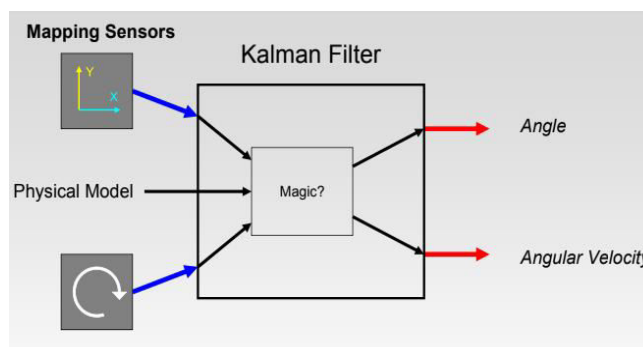 Mapping Sensors
Kalman Filter
Y
X
Angle
Physical Model
Magic?
Angular Velocity